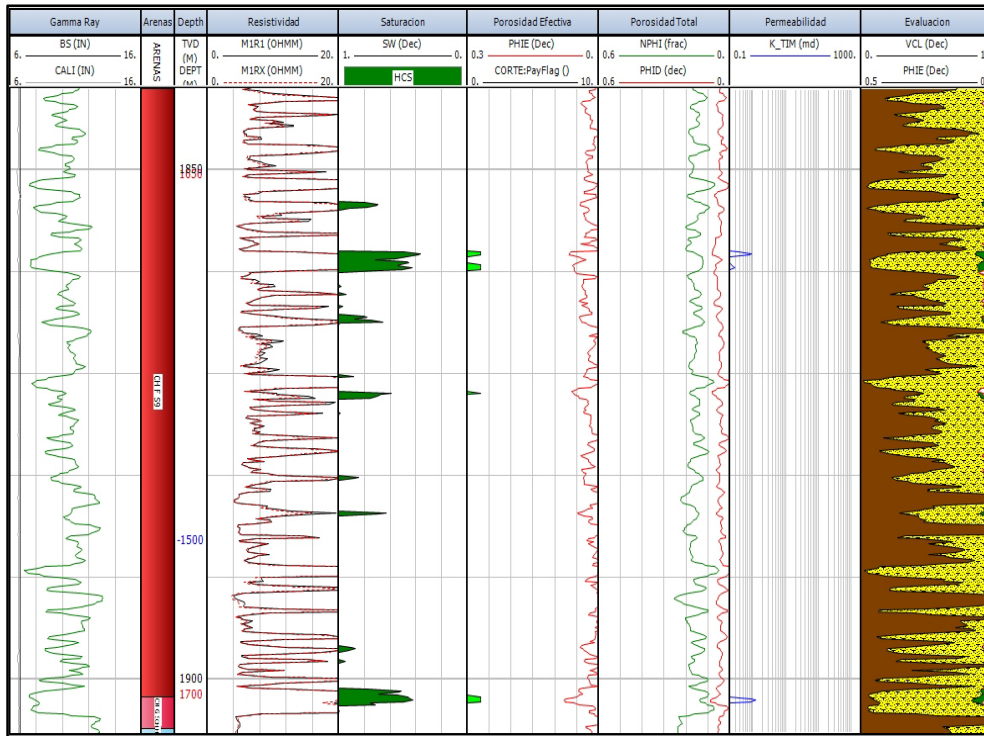 Gamma Ray Arenas Depth Resistividad Saturacion Porosidad Efectiva Porosidad Total Permeabilidad Evaluacion
BS (IN)
6. 16.
CALI (IN)
6. 16.
ARENAS
TVD
(M)
DEPT
(M)
M1R1 (OHMM)
0. 20.
M1RX (OHMM)
0. 20.
SW (Dec)
1. 0.
HCS
PHIE (Dec)
0.3 0.
CORTE:PayFlag ()
0. 10.
NPHI (frac)
0.6 0.
PHID (dec)
0.6 0.
K_TIM (md)
0.1 1000.
VCL (Dec)
0. 1.
PHIE (Dec)
0.5
1850
1650
CH F S9
-1500
1900
1700